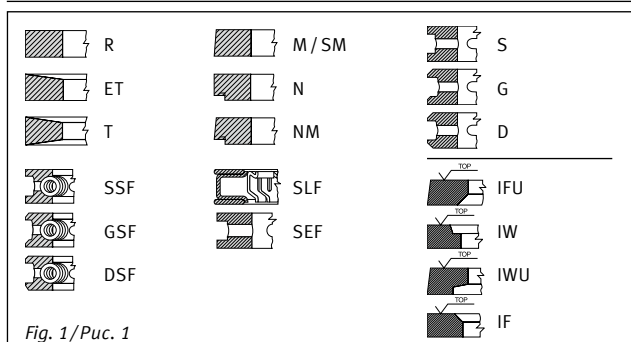 R
ET
T
SSF
GSF
DSF
M / SM
N
NM
SLF
SEF
S
G
D
TOP
IFU
TOP
IW
TOP
IWU
TOP
IF
Fig. 1/Рис. 1